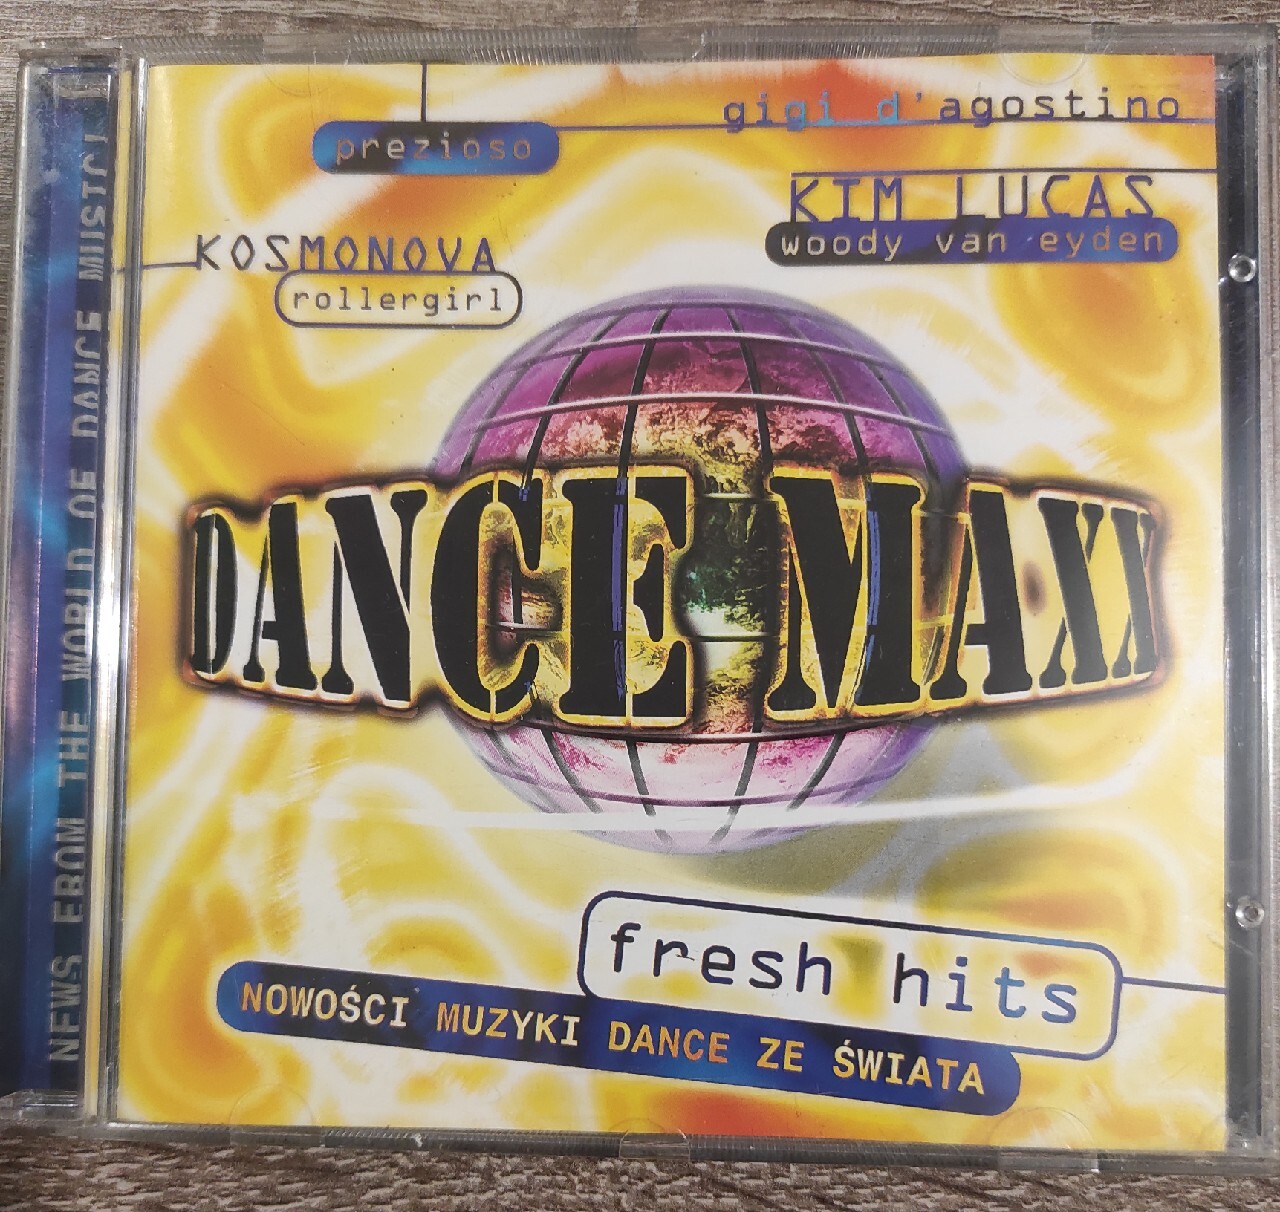 prezioso
gigi d'agostino
KIM LUCAS
woody van eyden
KOSMONOVA
rollergirl
DANCE MAXX
fresh hits
NOWOŚCI MUZYKI DANCE ZE ŚWIATA
NEWS FROM THE WORLD OF DANCE MUSIC!